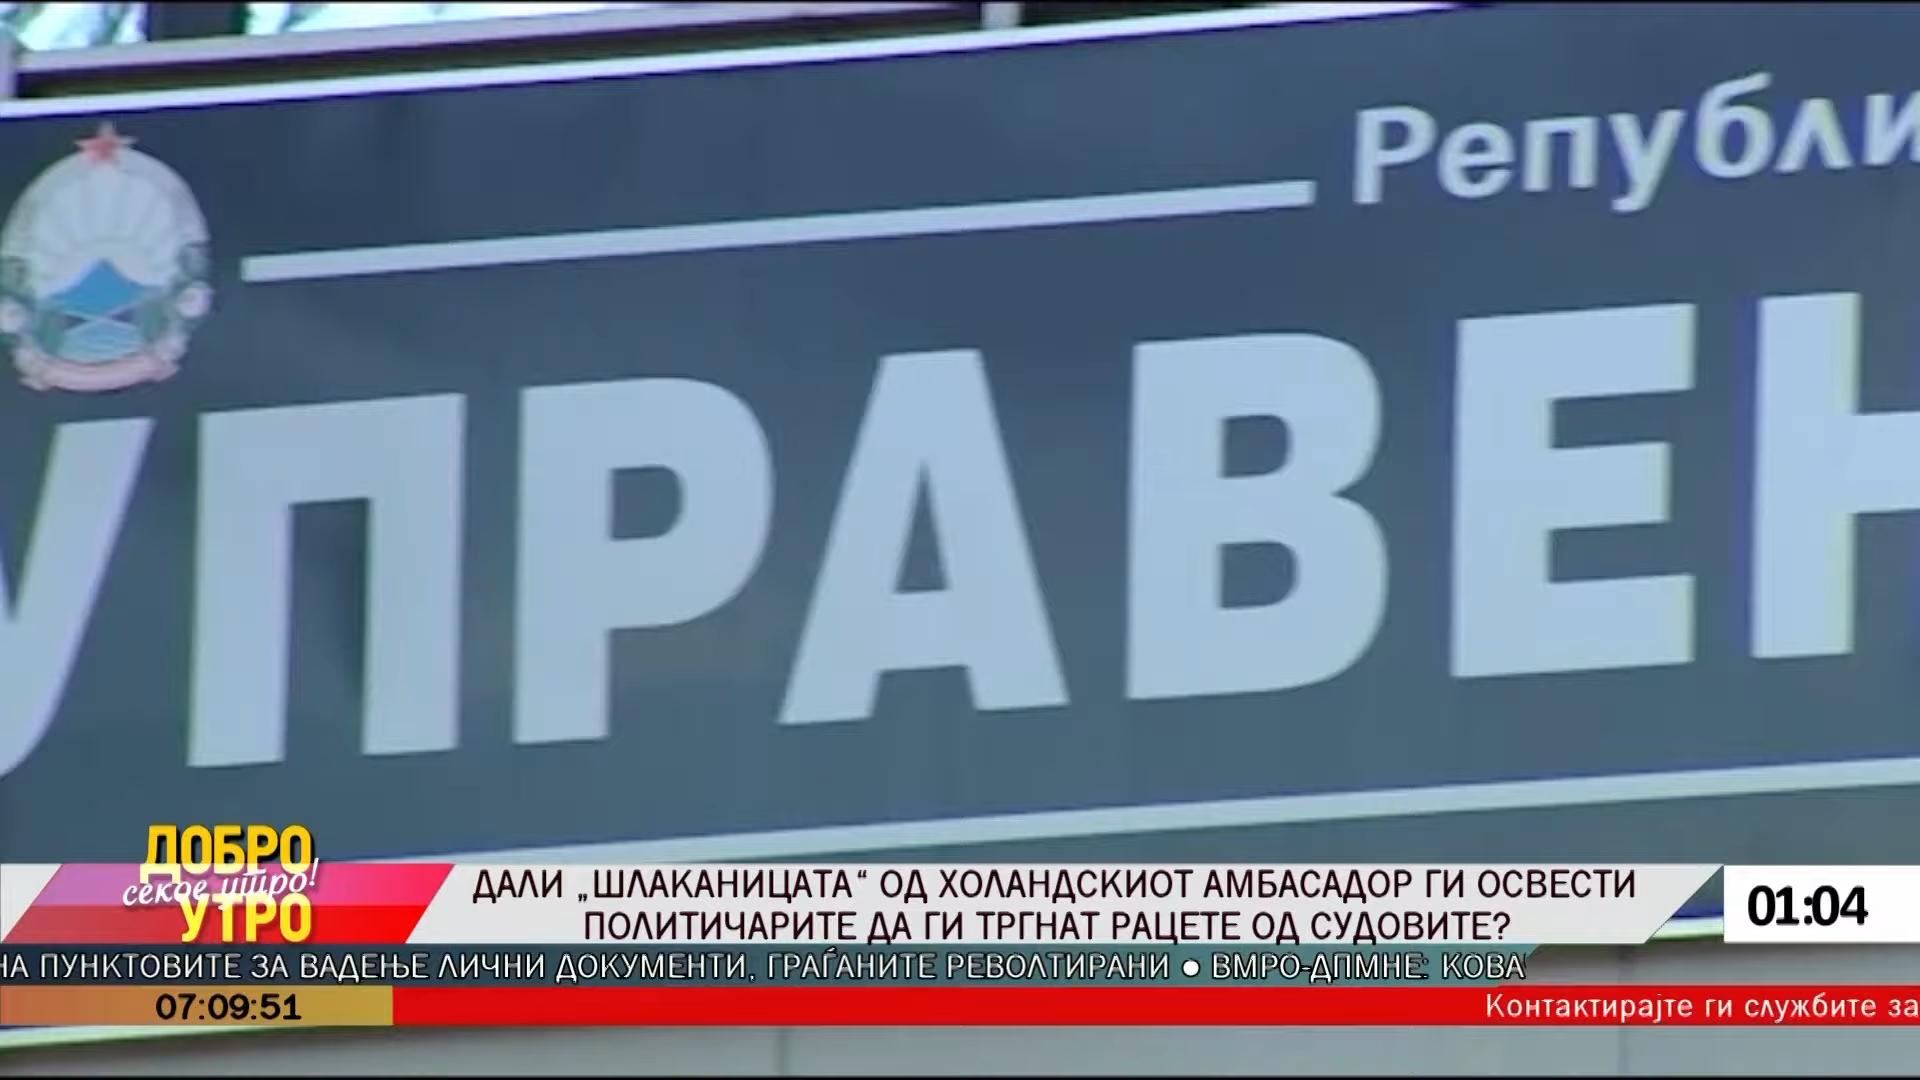 Републи
УПРАВЕН
ДОБРО
секое утро!
УТРО
ДАЛИ „ШЛАКАНИЦАТА“ ОД ХОЛАНДСКИОТ АМБАСАДОР ГИ ОСВЕСТИ
ПОЛИТИЧАРИТЕ ДА ГИ ТРГНАТ РАЦЕТЕ ОД СУДОВИТЕ?
01:04
НА ПУНКТОВИТЕ ЗА ВАДЕЊЕ ЛИЧНИ ДОКУМЕНТИ, ГРАЃАНИТЕ РЕВОЛТИРАНИ ● ВМРО-ДПМНЕ: КОВА
07:09:51
Контактирајте ги службите за